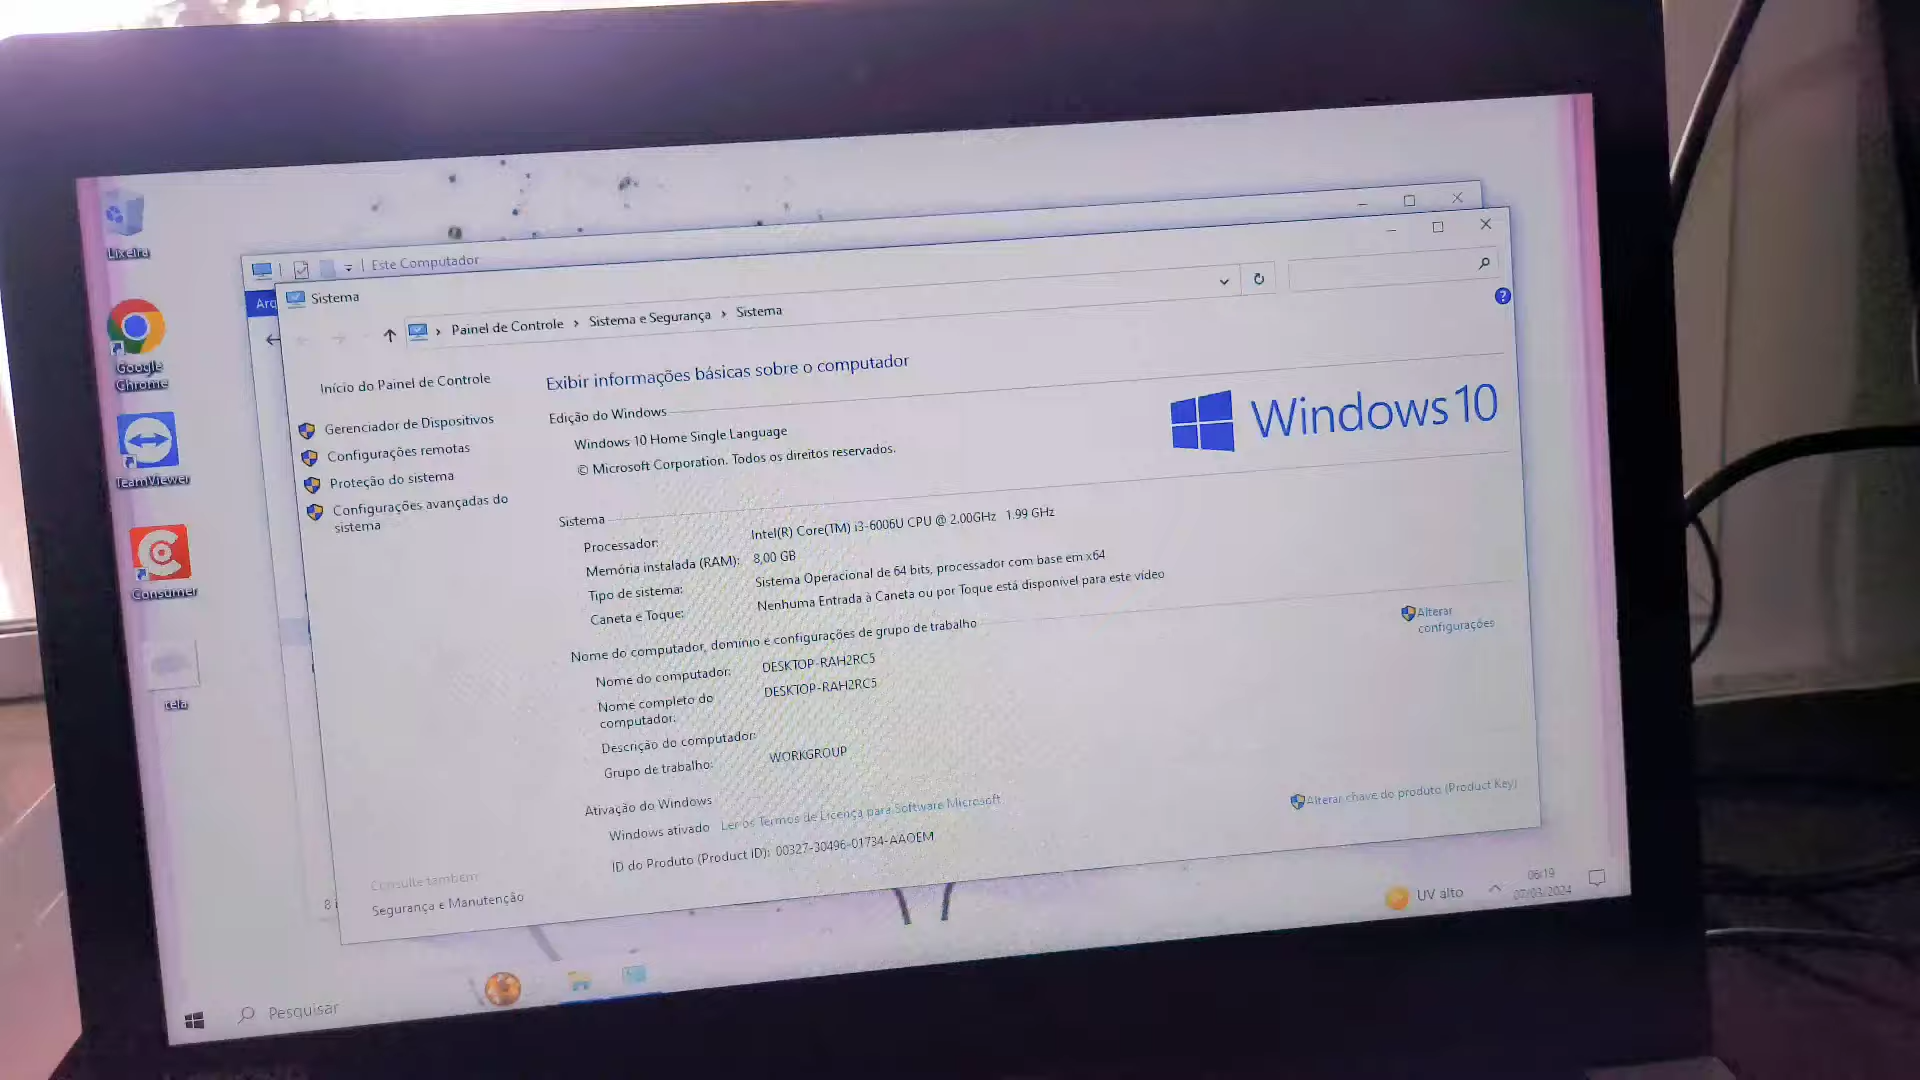 Lixeira
Google
Chrome
TeamViewer
Consumer
tela
Este Computador
Arq
Sistema
Painel de Controle › Sistema e Segurança › Sistema
Início do Painel de Controle
Gerenciador de Dispositivos
Configurações remotas
Proteção do sistema
Configurações avançadas do
sistema
Exibir informações básicas sobre o computador
Edição do Windows
Windows 10 Home Single Language
© Microsoft Corporation. Todos os direitos reservados.
Windows 10
Sistema
Processador: Intel(R) Core(TM) i3-6006U CPU @ 2.00GHz 1.99 GHz
Memória instalada (RAM): 8,00 GB
Tipo de sistema: Sistema Operacional de 64 bits, processador com base em x64
Caneta e Toque: Nenhuma Entrada à Caneta ou por Toque está disponível para este vídeo
Nome do computador, domínio e configurações de grupo de trabalho
Nome do computador: DESKTOP-RAH2RC5
Nome completo do
computador: DESKTOP-RAH2RC5
Descrição do computador:
Grupo de trabalho: WORKGROUP
Alterar
configurações
Ativação do Windows
Windows ativado Ler os Termos de Licença para Software Microsoft
ID do Produto (Product ID): 00327-30496-01734-AAOEM
Alterar chave do produto (Product Key)
Consulte também
Segurança e Manutenção
8 i
Pesquisar
UV alto
06:19
07/03/2024